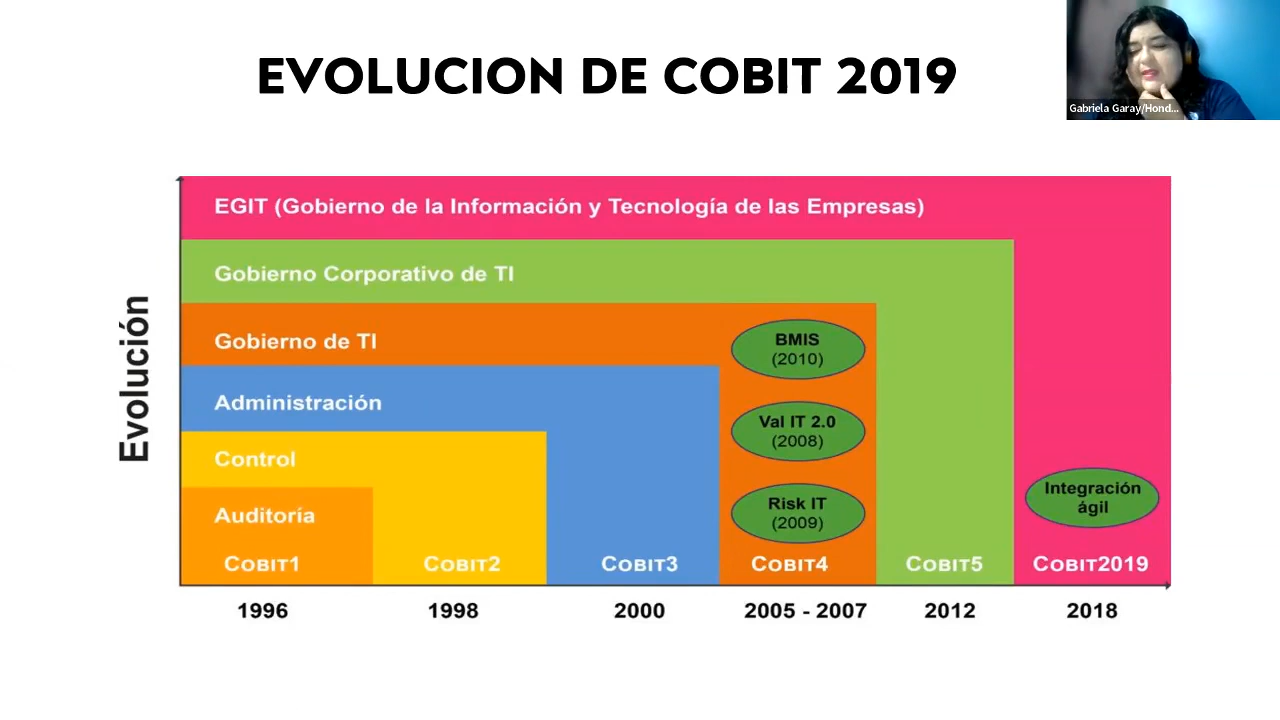 EVOLUCION DE COBIT 2019
Gabriela Garay/Hond...
EGIT (Gobierno de la Información y Tecnología de las Empresas)
Gobierno Corporativo de TI
Gobierno de TI
BMIS
(2010)
Administración
Val IT 2.0
(2008)
Control
Risk IT
(2009)
Integración
ágil
Auditoría
COBIT1
COBIT2
COBIT3
COBIT4
COBIT5
COBIT2019
1996
1998
2000
2005 - 2007
2012
2018
Evolución